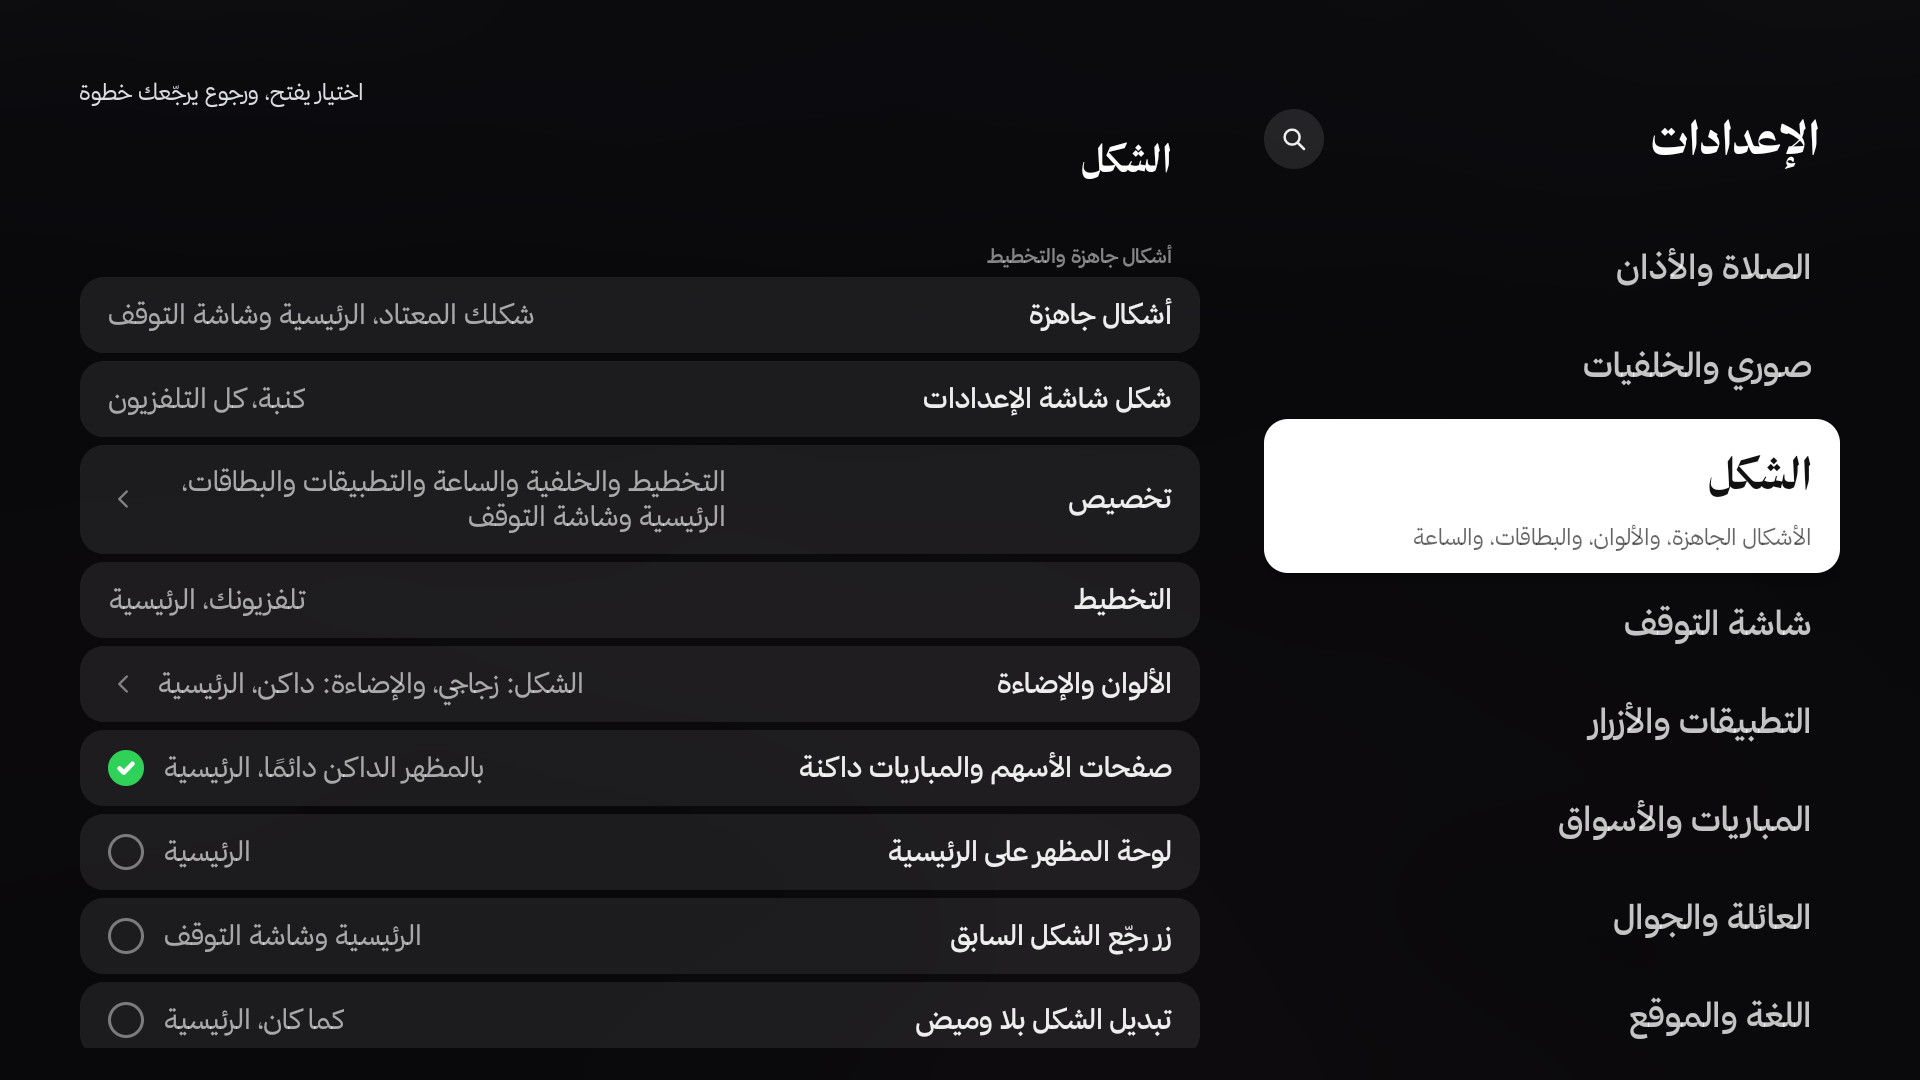 الإعدادات
الصلاة والأذان
صوري والخلفيات
الشكل
الأشكال الجاهزة، والألوان، والبطاقات، والساعة
شاشة التوقف
التطبيقات والأزرار
المباريات والأسواق
العائلة والجوال
اللغة والموقع
اختيار يفتح، ورجوع يرجّعك خطوة
الشكل
أشكال جاهزة والتخطيط
أشكال جاهزة شكلك المعتاد، الرئيسية وشاشة التوقف
شكل شاشة الإعدادات كنبة، كل التلفزيون
تخصيص التخطيط والخلفية والساعة والتطبيقات والبطاقات،
الرئيسية وشاشة التوقف
التخطيط تلفزيونك، الرئيسية
الألوان والإضاءة الشكل: زجاجي، والإضاءة: داكن، الرئيسية
صفحات الأسهم والمباريات داكنة بالمظهر الداكن دائمًا، الرئيسية
لوحة المظهر على الرئيسية الرئيسية
زر رجّع الشكل السابق الرئيسية وشاشة التوقف
تبديل الشكل بلا وميض كما كان، الرئيسية